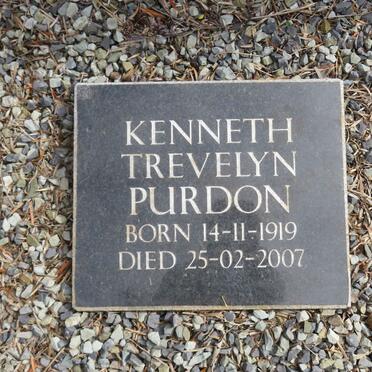 KENNETH
TREVELYN
PURDON
BORN 14-11-1919
DIED 25-02-2007